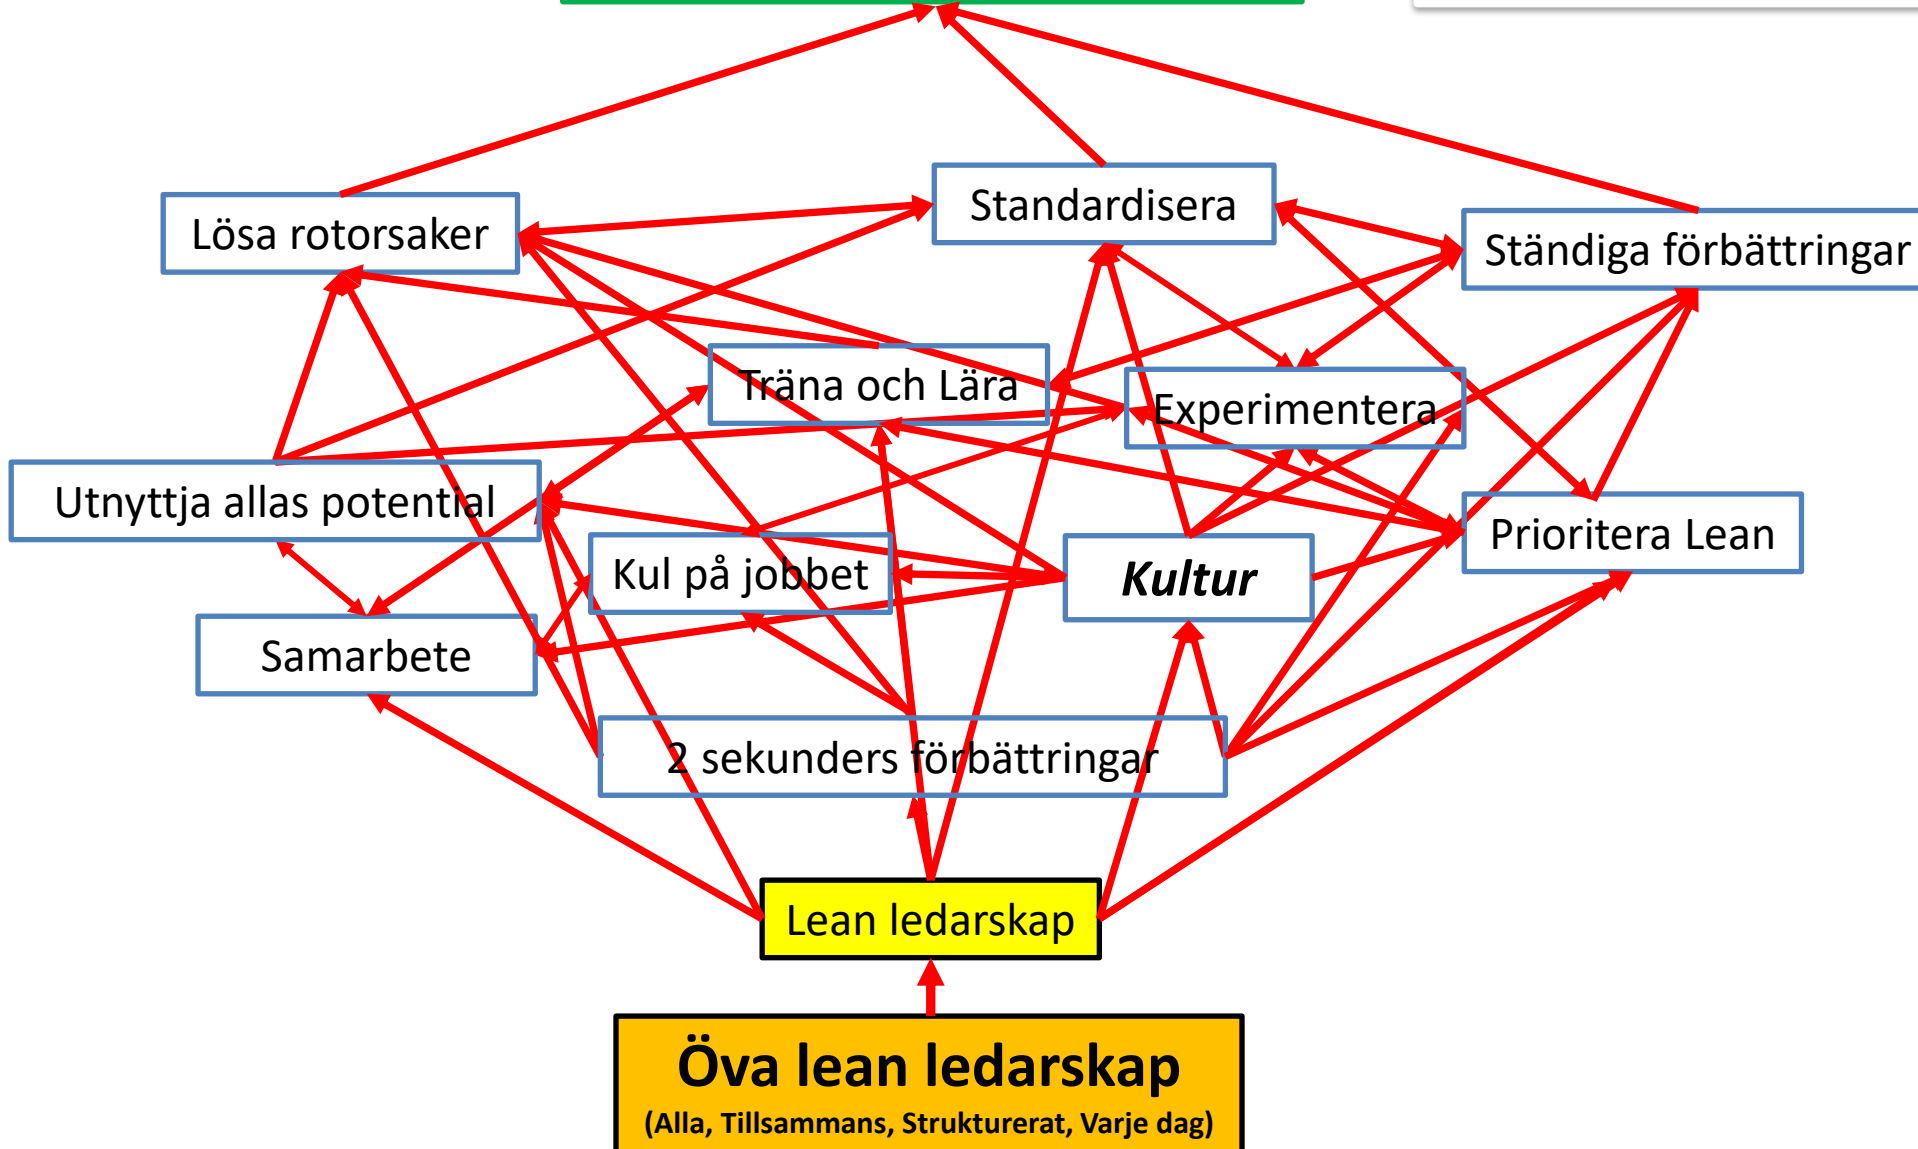 Standardisera
Lösa rotorsaker
Ständiga förbättringar
Träna och Lära
Experimentera
Utnyttja allas potential
Prioritera Lean
Kul på jobbet
Kultur
Samarbete
2 sekunders förbättringar
Lean ledarskap
Öva lean ledarskap
(Alla, Tillsammans, Strukturerat, Varje dag)